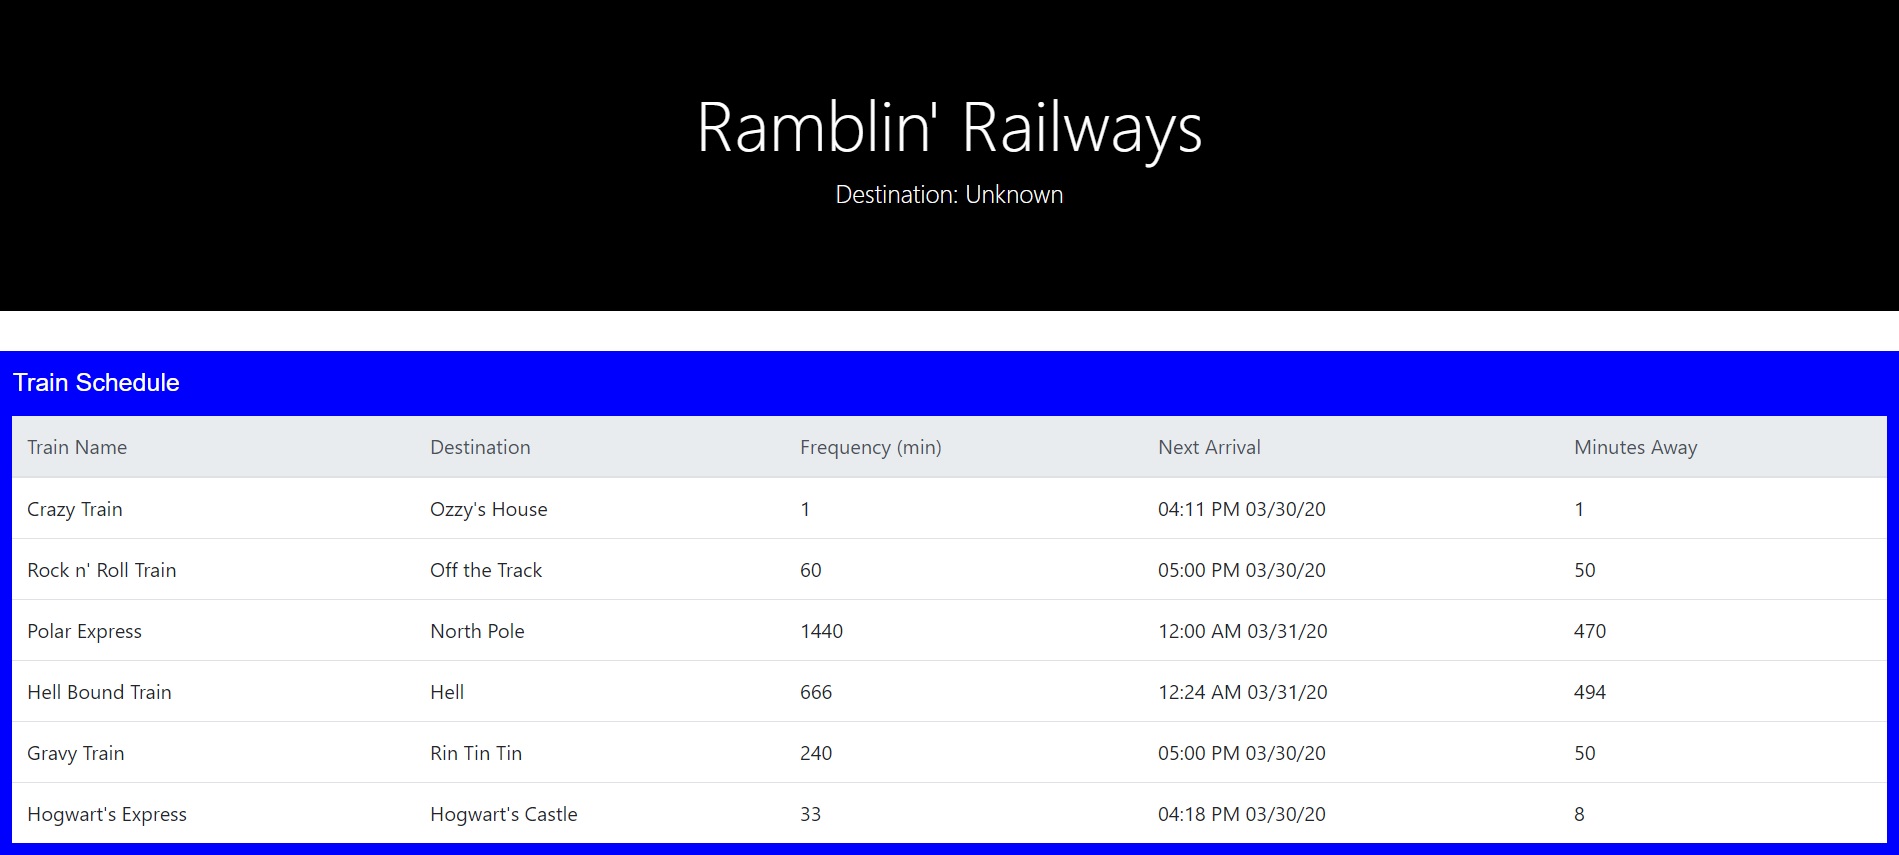 Ramblin' Railways
Destination: Unknown
Train Schedule
Train Name Destination Frequency (min) Next Arrival Minutes Away
Crazy Train Ozzy's House 1 04:11 PM 03/30/20 1
Rock n' Roll Train Off the Track 60 05:00 PM 03/30/20 50
Polar Express North Pole 1440 12:00 AM 03/31/20 470
Hell Bound Train Hell 666 12:24 AM 03/31/20 494
Gravy Train Rin Tin Tin 240 05:00 PM 03/30/20 50
Hogwart's Express Hogwart's Castle 33 04:18 PM 03/30/20 8